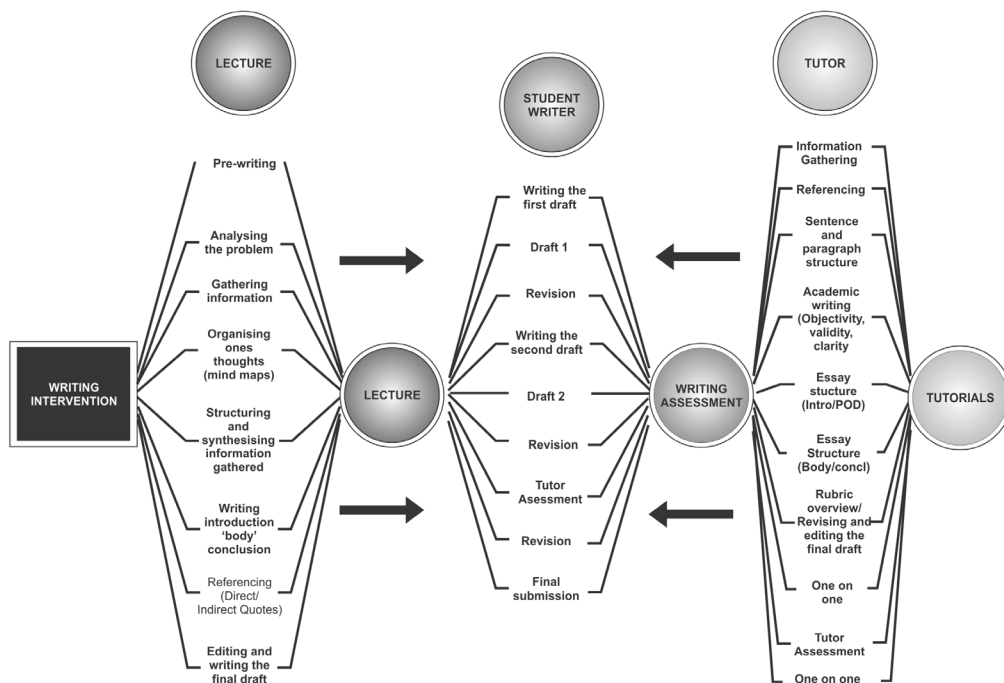 LECTURE
Pre-writing
Analysing
the problem
Gathering
information
Organising
ones
thoughts
(mind maps)
WRITING
INTERVENTION
Structuring
and
synthesising
information
gathered
Writing
introduction
‘body’
conclusion
Referencing
(Direct/
Indirect Quotes)
Editing and
writing the
final draft
LECTURE
STUDENT
WRITER
Writing the
first draft
Draft 1
Revision
Writing the
second draft
Draft 2
Revision
Tutor
Asessment
Revision
Final
submission
WRITING
ASSESSMENT
TUTOR
Information
Gathering
Referencing
Sentence
and
paragraph
structure
Academic
writing
(Objectivity,
validity,
clarity
Essay
stucture
(Intro/POD)
Essay
Structure
(Body/concl)
Rubric
overview/
Revising and
editing the
final draft
One on
one
Tutor
Assessment
One on one
TUTORIALS